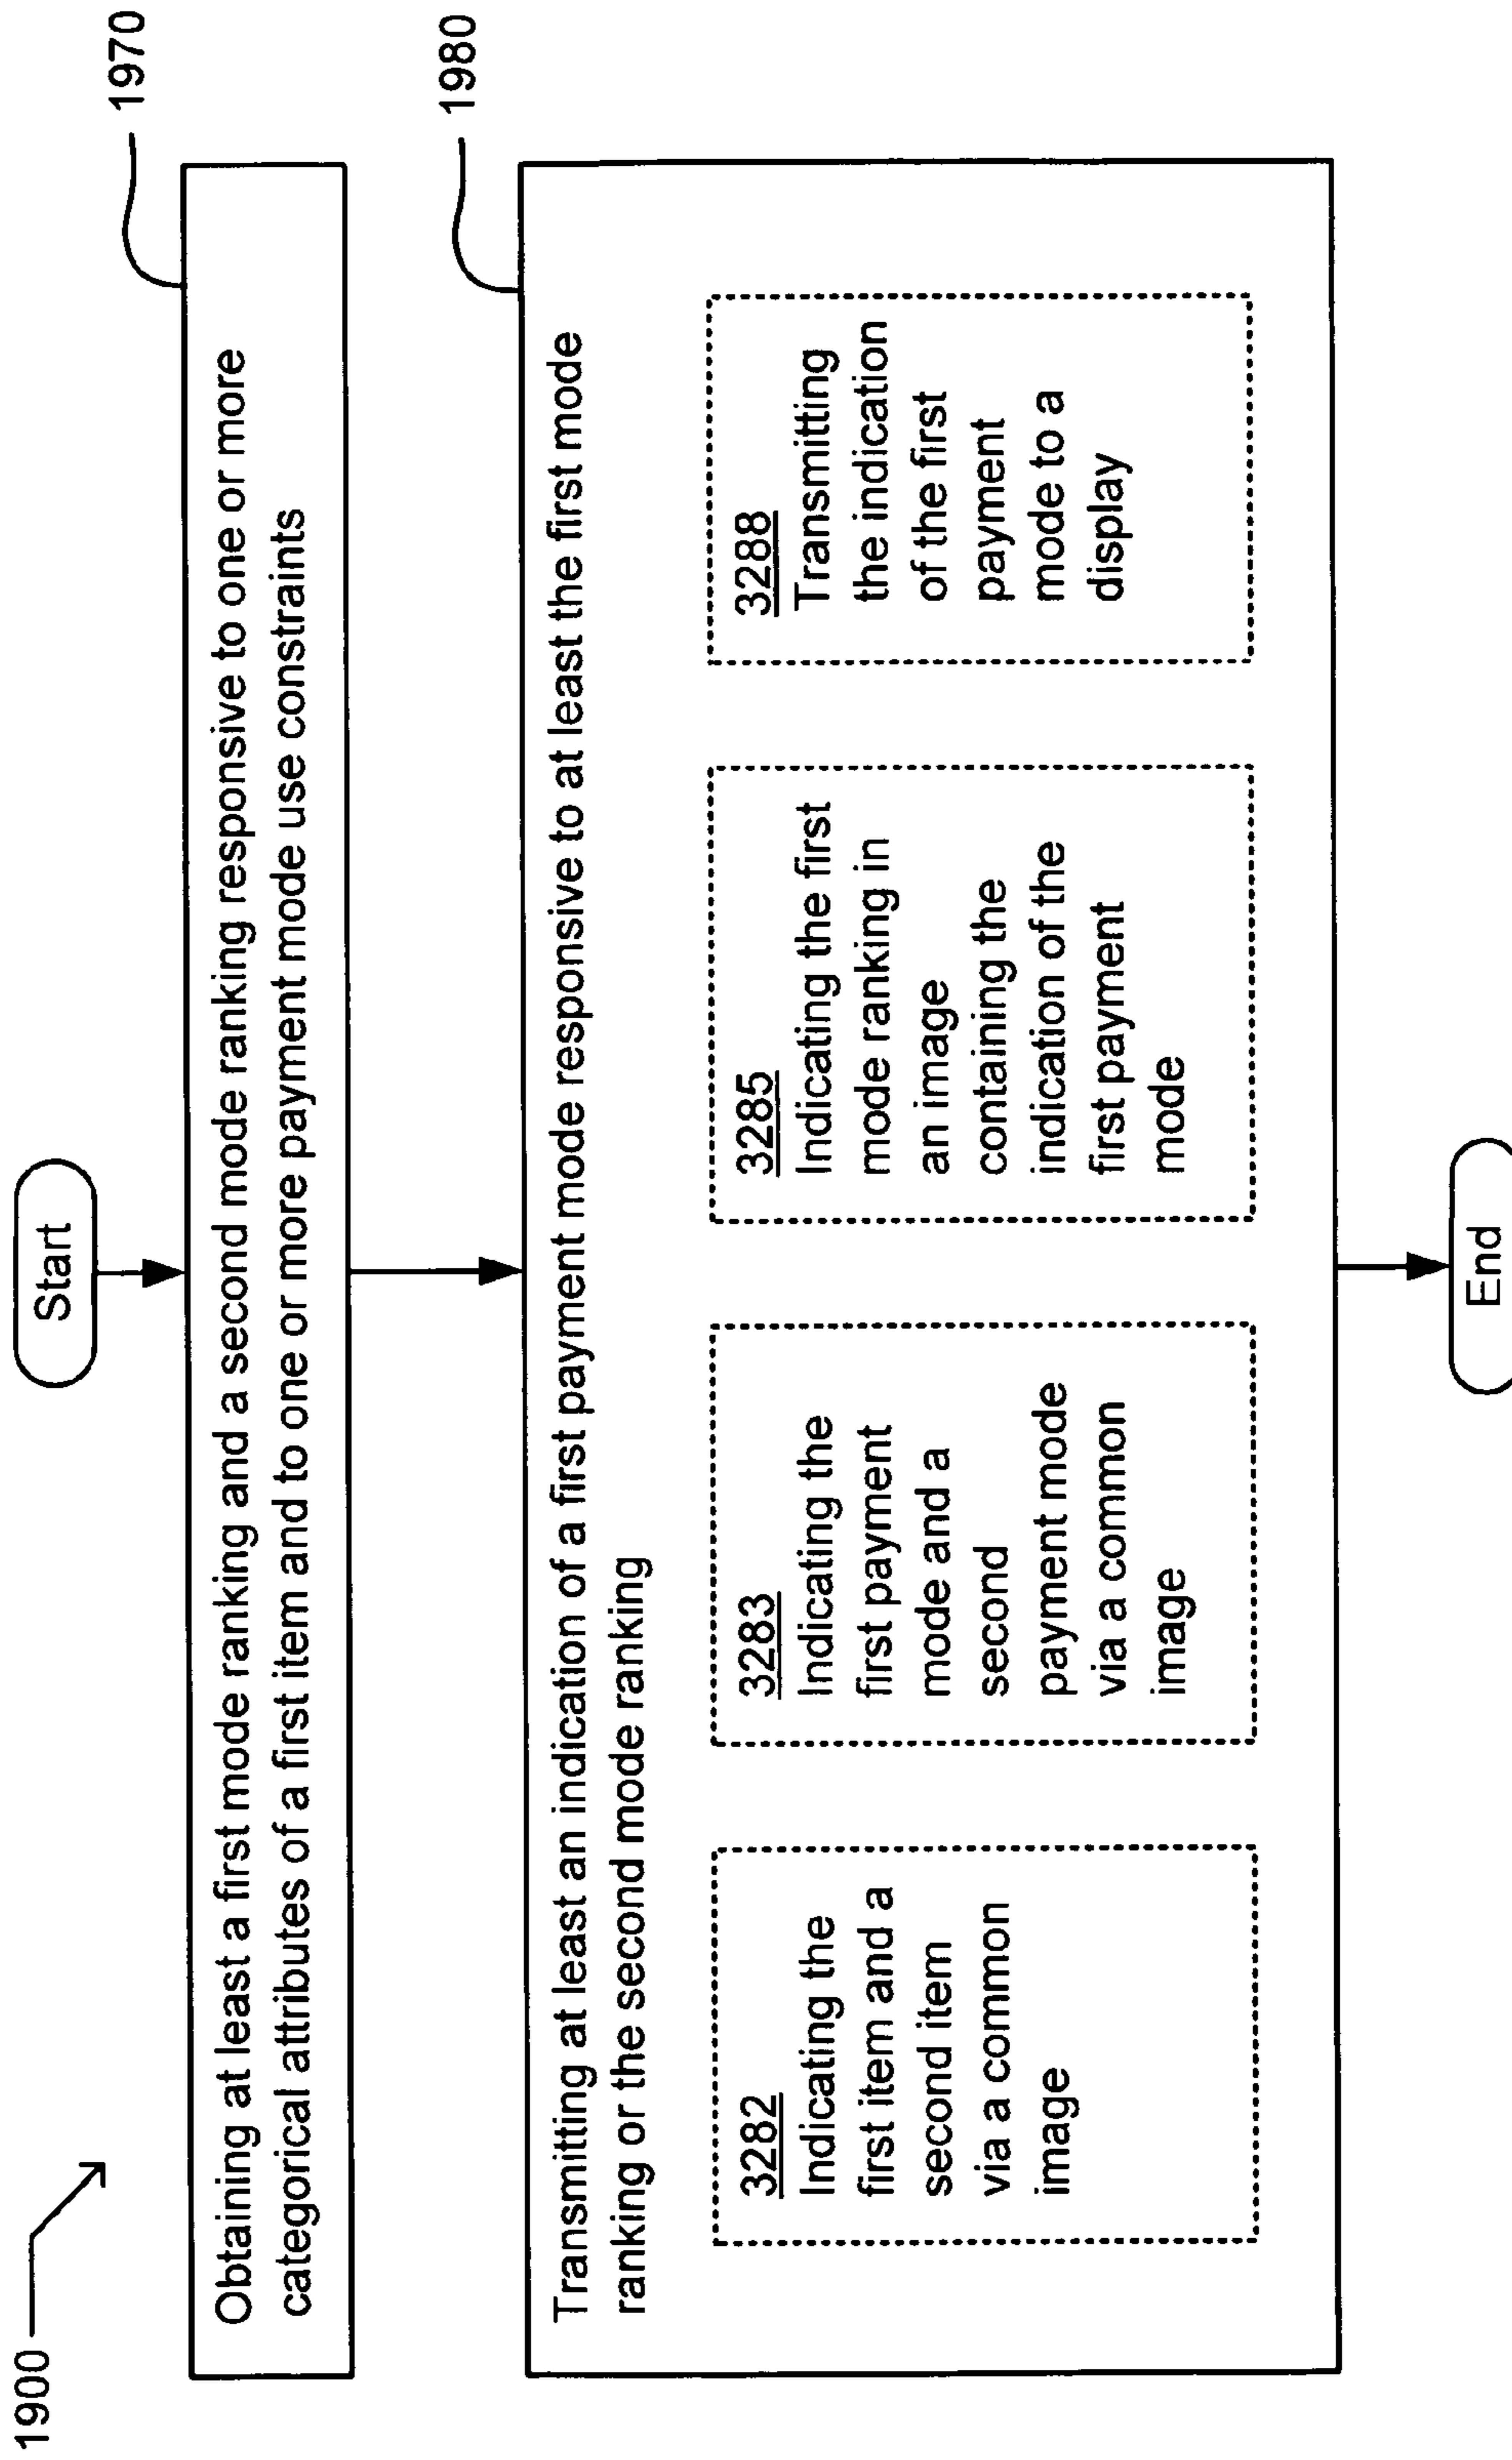 1900
Start
1970
Obtaining at least a first mode ranking and a second mode ranking responsive to one or more
categorical attributes of a first item and to one or more payment mode use constraints
1980
Transmitting at least an indication of a first payment mode responsive to at least the first mode
ranking or the second mode ranking
3282
Indicating the
first item and a
second item
via a common
image
3283
Indicating the
first payment
mode and a
second
payment mode
via a common
image
3285
Indicating the first
mode ranking in
an image
containing the
indication of the
first payment
mode
3288
Transmitting
the indication
of the first
payment
mode to a
display
End